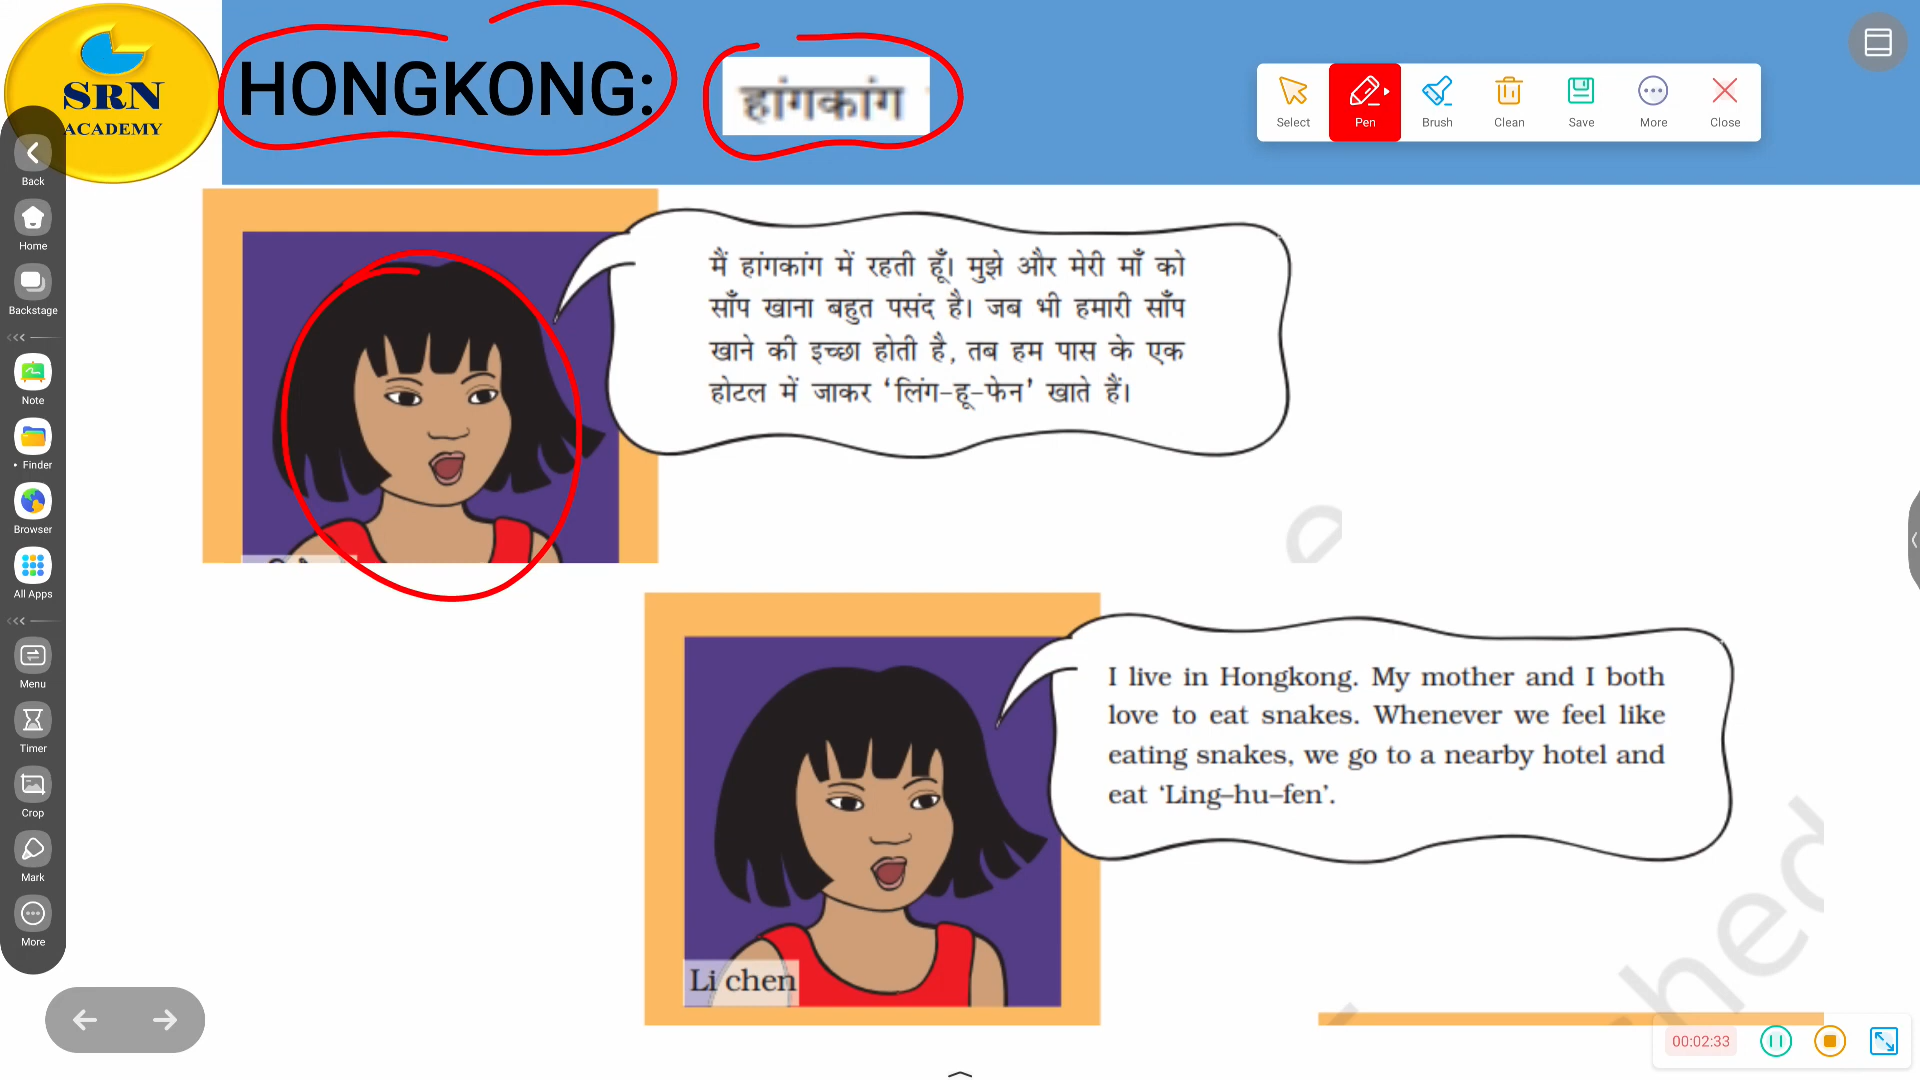 SRN
ACADEMY
HONGKONG:
हांगकांग
Select
Pen
Brush
Clean
Save
More
Close
Back
Home
Backstage
Note
Finder
Browser
All Apps
Menu
Timer
Crop
Mark
More
मैं हांगकांग में रहती हूँ। मुझे और मेरी माँ को
साँप खाना बहुत पसंद है। जब भी हमारी साँप
खाने की इच्छा होती है, तब हम पास के एक
होटल में जाकर ‘लिंग-हू-फेन’ खाते हैं।
I live in Hongkong. My mother and I both
love to eat snakes. Whenever we feel like
eating snakes, we go to a nearby hotel and
eat ‘Ling–hu–fen’.
Li chen
00:02:33